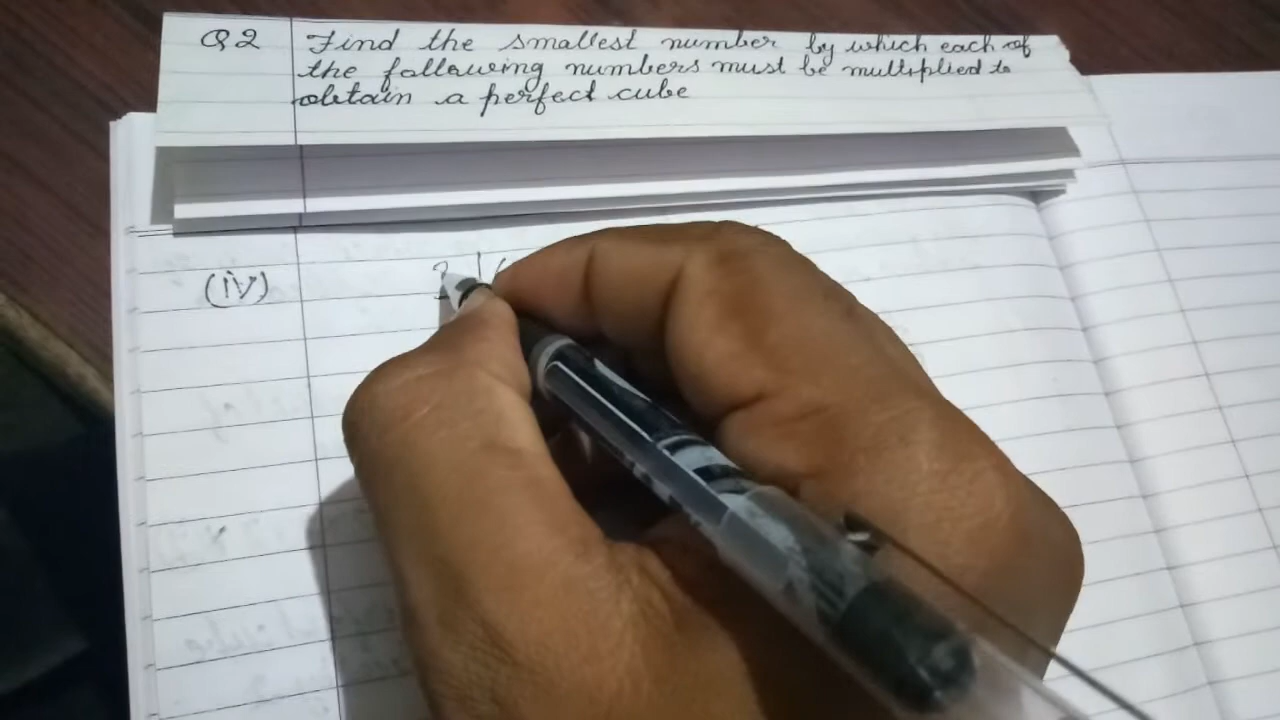 Q2 Find the smallest number by which each of
the following numbers must be multiplied to
obtain a perfect cube
(iv)